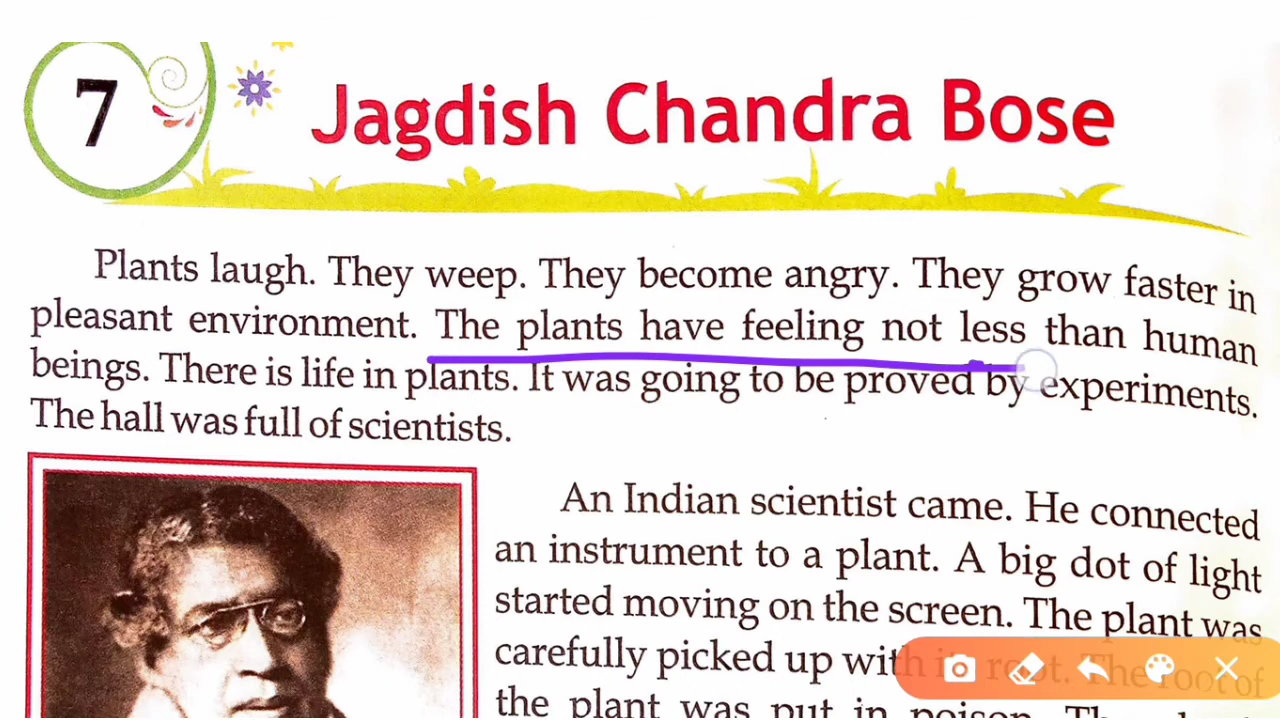 7
Jagdish Chandra Bose
Plants laugh. They weep. They become angry. They grow faster in
pleasant environment. The plants have feeling not less than human
beings. There is life in plants. It was going to be proved by experiments.
The hall was full of scientists.
An Indian scientist came. He connected
an instrument to a plant. A big dot of light
started moving on the screen. The plant was
carefully picked up with its root. The root of
the plant was put in poison.